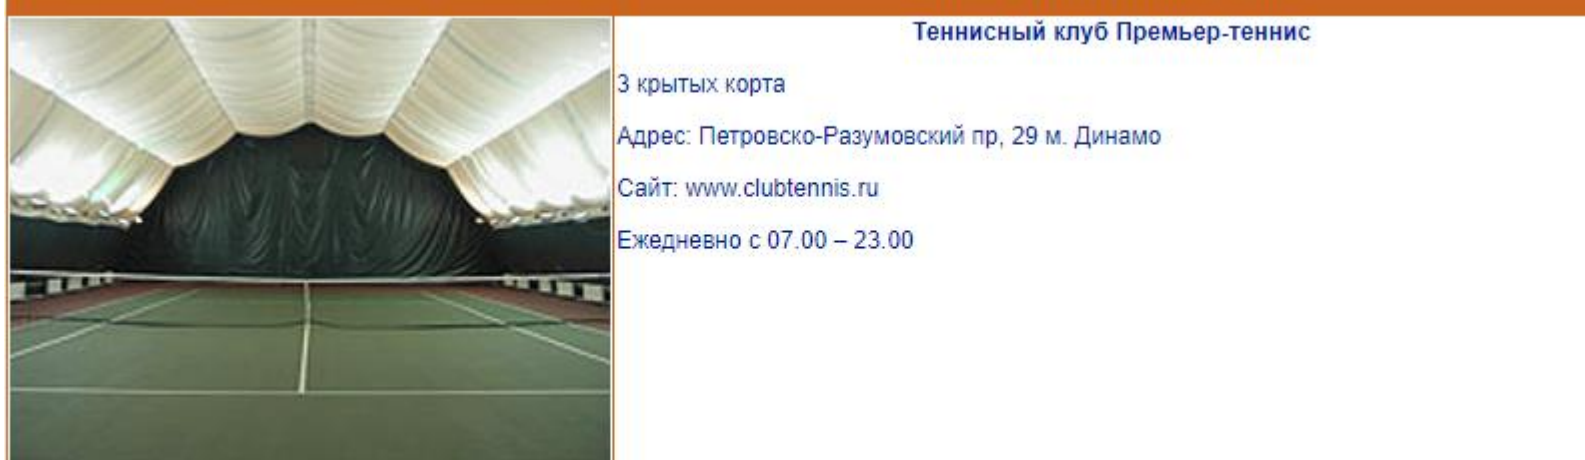 Теннисный клуб Премьер-теннис
3 крытых корта
Адрес: Петровско-Разумовский пр, 29 м. Динамо
Сайт: www.clubtennis.ru
Ежедневно с 07.00 – 23.00